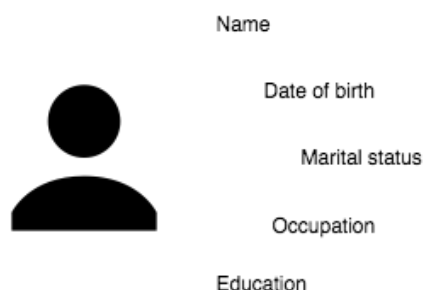 Name
Date of birth
Marital status
Occupation
Education